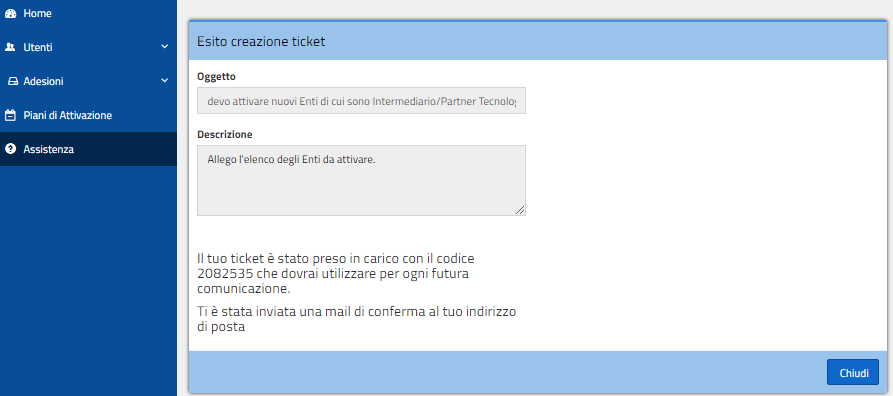 Home
Utenti
Adesioni
Piani di Attivazione
Assistenza
Esito creazione ticket
Oggetto
devo attivare nuovi Enti di cui sono Intermediario/Partner Tecnolog
Descrizione
Allego l'elenco degli Enti da attivare.
Il tuo ticket è stato preso in carico con il codice
2082535 che dovrai utilizzare per ogni futura
comunicazione.
Ti è stata inviata una mail di conferma al tuo indirizzo
di posta
Chiudi